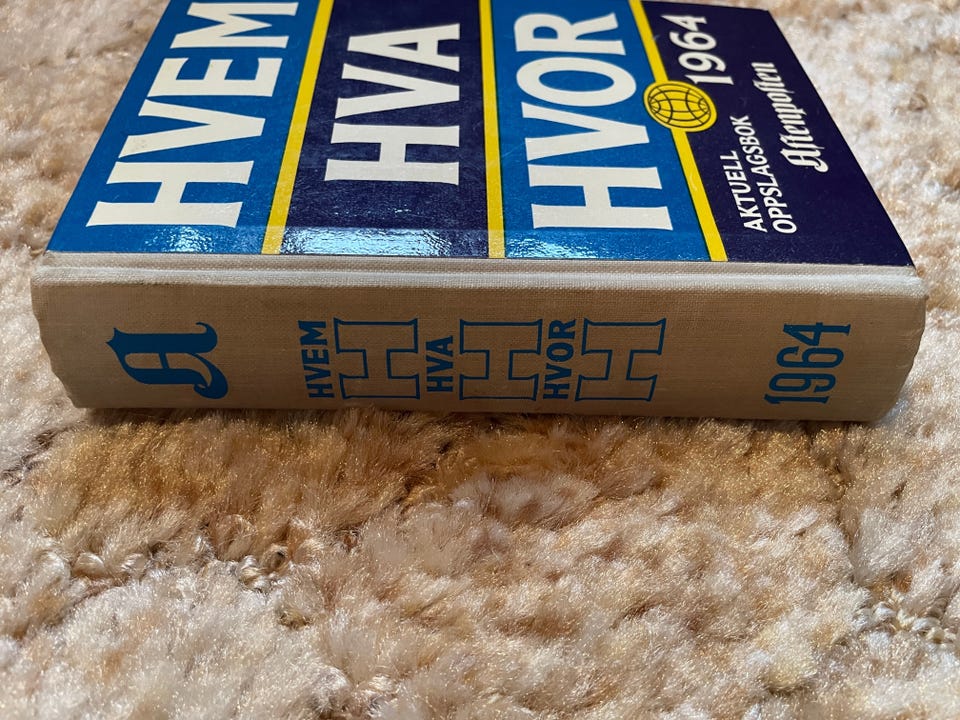 HVEM
HVA
HVOR
1964
AKTUELL
OPPSLAGSBOK
Aftenposten
A
HVEM
H
HVA
H
HVOR
H
1964